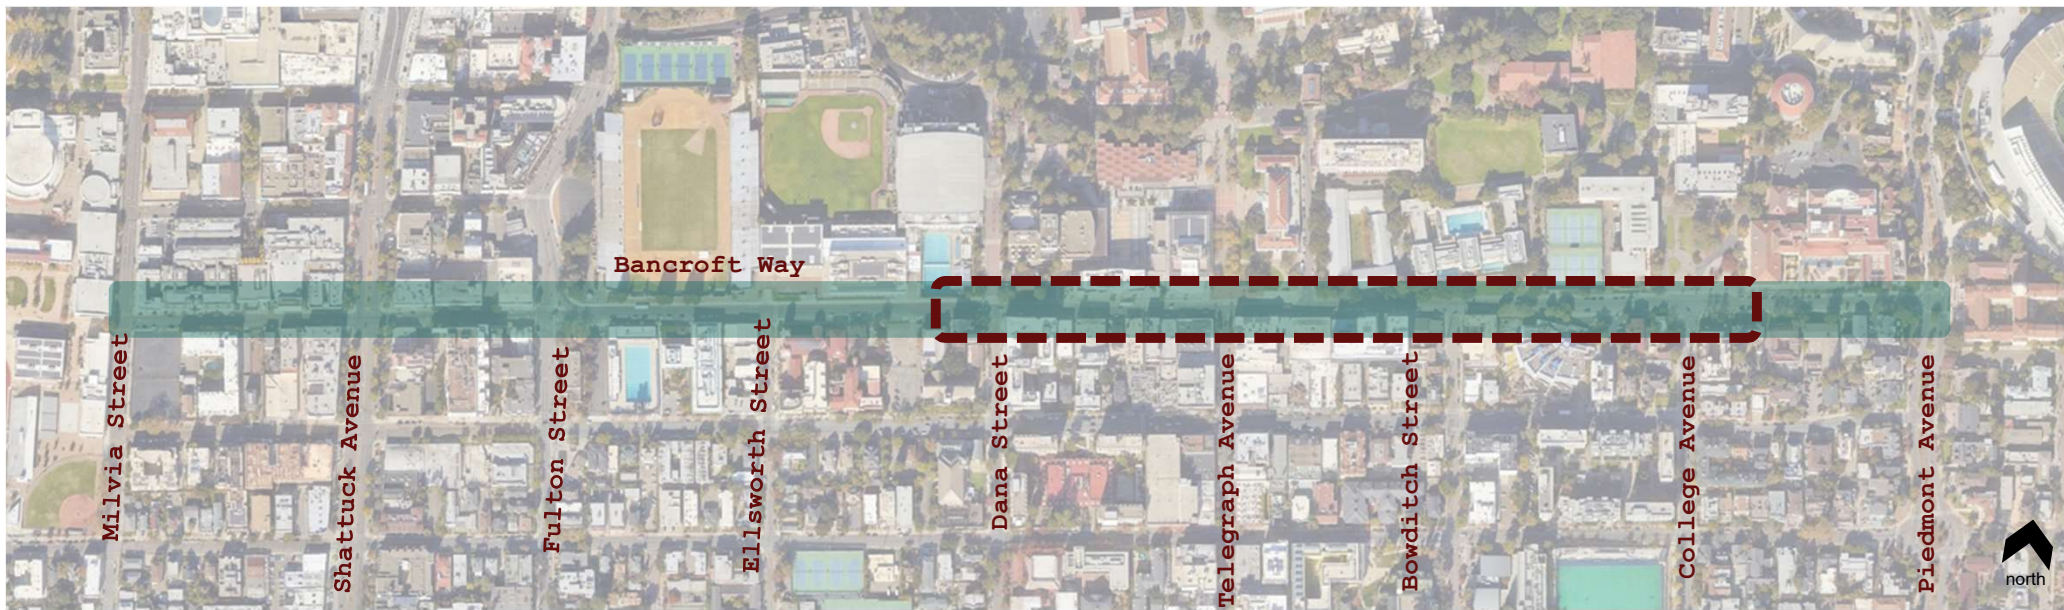 Bancroft Way
Milvia Street
Shattuck Avenue
Fulton Street
Ellsworth Street
Dana Street
Telegraph Avenue
Bowditch Street
College Avenue
Piedmont Avenue
north